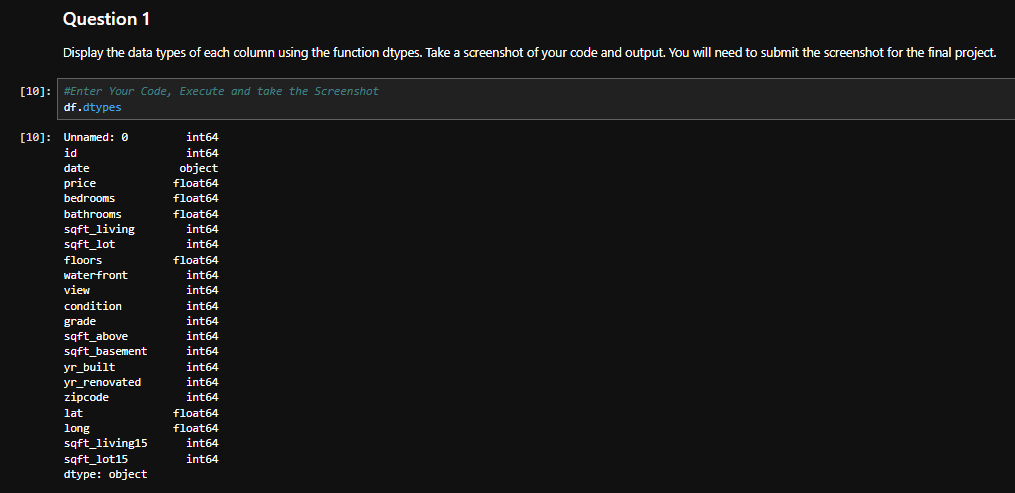 Question 1
Display the data types of each column using the function dtypes. Take a screenshot of your code and output. You will need to submit the screenshot for the final project.
[10]: #Enter Your Code, Execute and take the Screenshot
df.dtypes
[10]: Unnamed: 0 int64
id int64
date object
price float64
bedrooms float64
bathrooms float64
sqft_living int64
sqft_lot int64
floors float64
waterfront int64
view int64
condition int64
grade int64
sqft_above int64
sqft_basement int64
yr_built int64
yr_renovated int64
zipcode int64
lat float64
long float64
sqft_living15 int64
sqft_lot15 int64
dtype: object